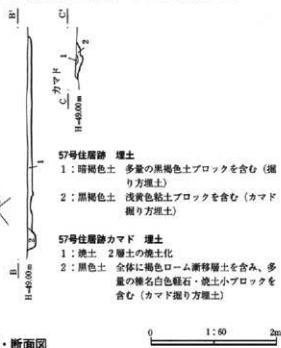 B'
C'
2
1
カマド
C
H=49.00m
1
2
B
H=49.00m
57号住居跡 埋土
1：暗褐色土 多量の黒褐色土ブロックを含む（掘
り方埋土）
2：黒褐色土 浅黄色粘土ブロックを含む（カマド
掘り方埋土）
57号住居跡カマド 埋土
1：焼土 2層土の焼土化
2：黒色土 全体に褐色ローム漸移層土を含み、多
量の榛名白色軽石・焼土小ブロックを
含む（カマド掘り方埋土）
・断面図
0 1:60 2m